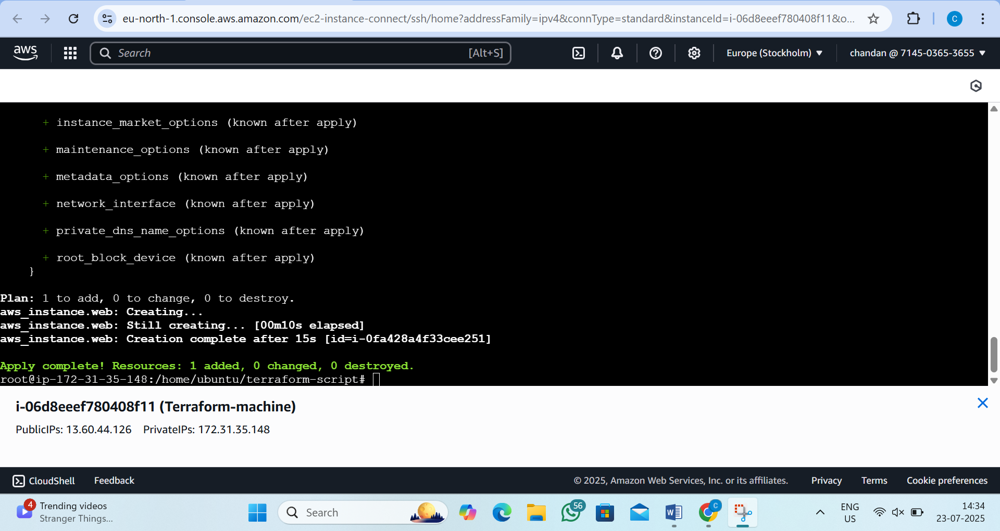 eu-north-1.console.aws.amazon.com/ec2-instance-connect/ssh/home?addressFamily=ipv4&connType=standard&instanceId=i-06d8eeef780408f11&o...
C
aws
Search
[Alt+S]
Europe (Stockholm)
chandan @ 7145-0365-3655
+ instance_market_options (known after apply)
+ maintenance_options (known after apply)
+ metadata_options (known after apply)
+ network_interface (known after apply)
+ private_dns_name_options (known after apply)
+ root_block_device (known after apply)
}
Plan: 1 to add, 0 to change, 0 to destroy.
aws_instance.web: Creating...
aws_instance.web: Still creating... [00m10s elapsed]
aws_instance.web: Creation complete after 15s [id=i-0fa428a4f33cee251]
Apply complete! Resources: 1 added, 0 changed, 0 destroyed.
root@ip-172-31-35-148:/home/ubuntu/terraform-script#
i-06d8eeef780408f11 (Terraform-machine)
PublicIPs: 13.60.44.126 PrivateIPs: 172.31.35.148
CloudShell
Feedback
© 2025, Amazon Web Services, Inc. or its affiliates.
Privacy
Terms
Cookie preferences
4
Trending videos
Stranger Things...
Search
56
W
C
ENG
US
14:34
23-07-2025